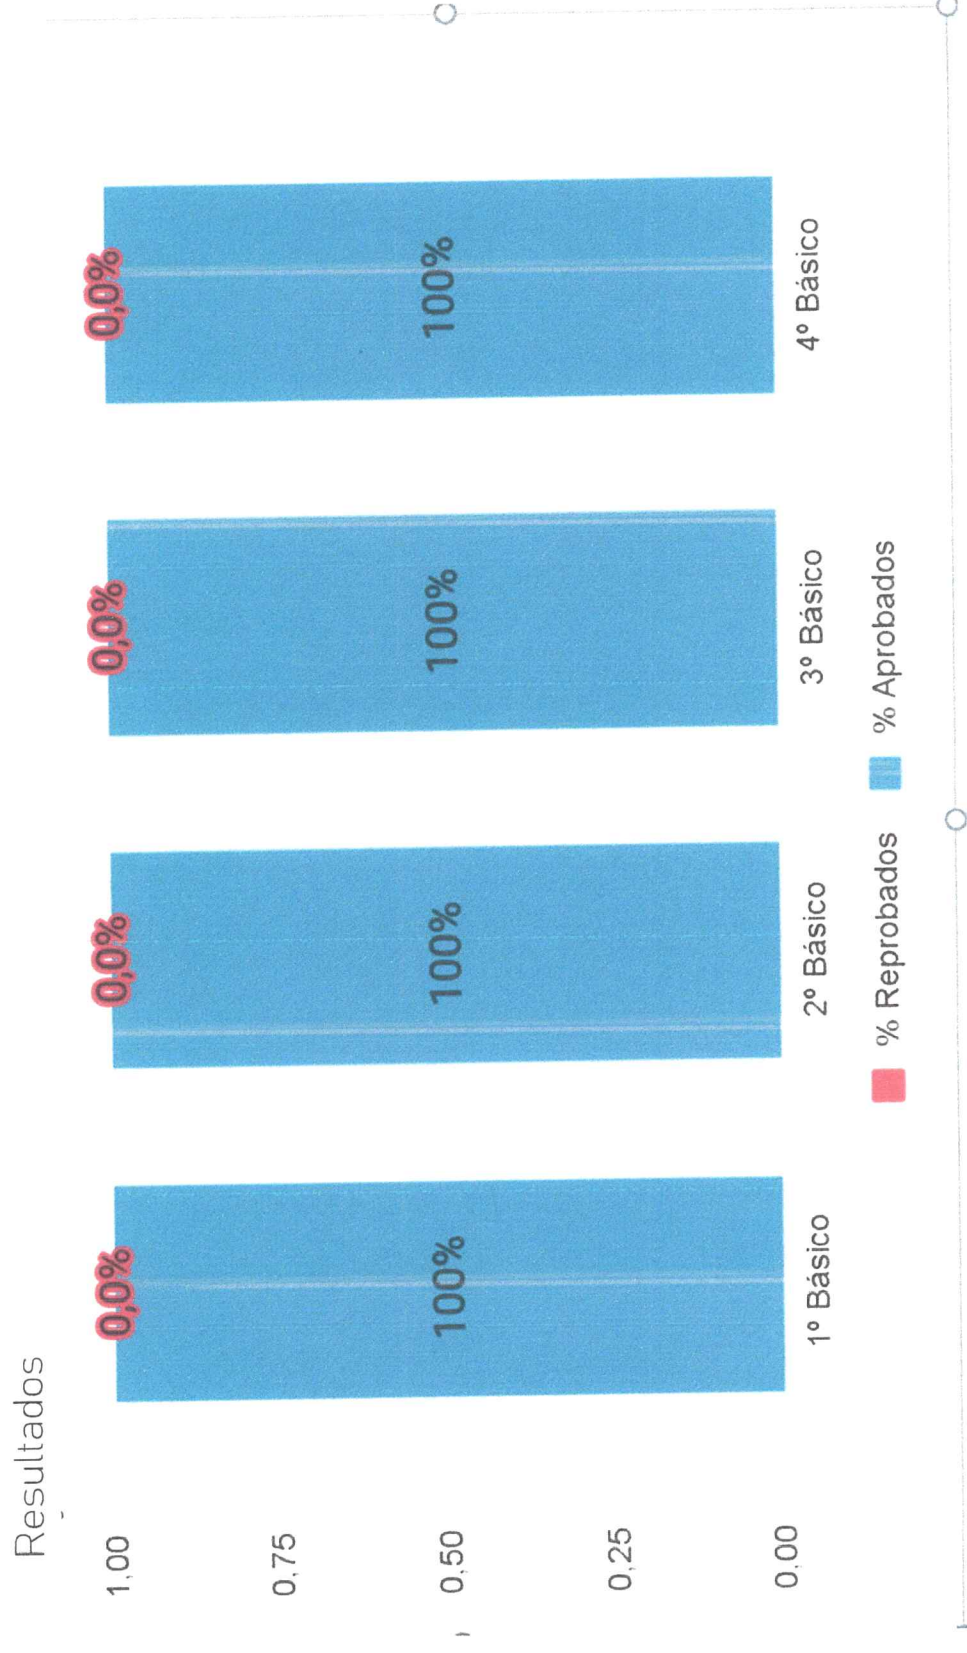 Resultados
1,00
0,75
0,50
0,25
0,00
0,0% 0,0% 0,0% 0,0%
100% 100% 100% 100%
1º Básico 2º Básico 3º Básico 4º Básico
% Reprobados % Aprobados